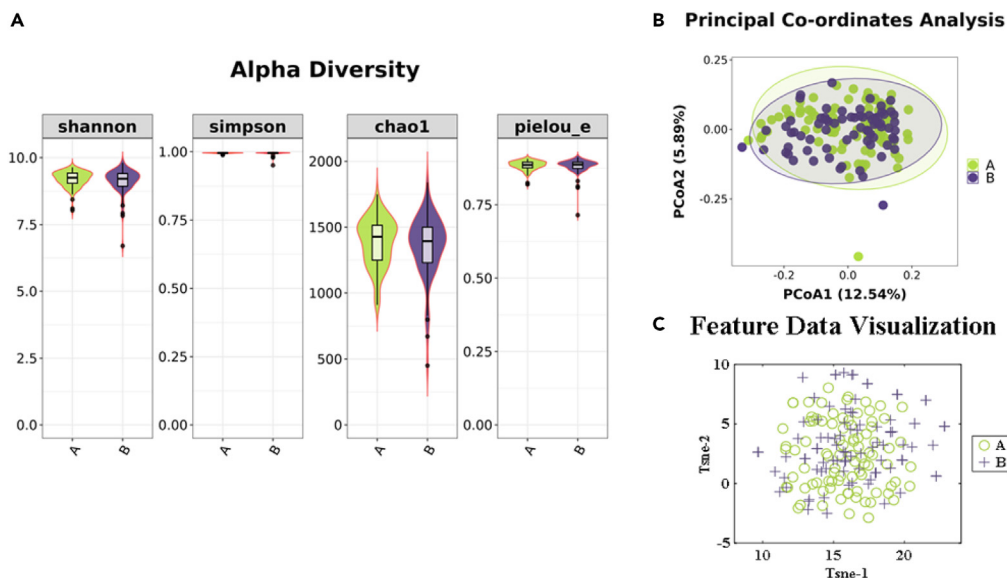 A
Alpha Diversity
shannon
simpson
chao1
pielou_e
10.0
7.5
5.0
2.5
0.0
1.00
0.75
0.50
0.25
0.00
2000
1500
1000
500
0
0.75
0.50
0.25
0.00
A
B
A
B
A
B
A
B
B Principal Co-ordinates Analysis
0.25
0.00
-0.25
PCoA2 (5.89%)
-0.2
0.0
0.2
PCoA1 (12.54%)
A
B
C Feature Data Visualization
10
5
0
-5
Tsne-2
10
15
20
Tsne-1
A
B